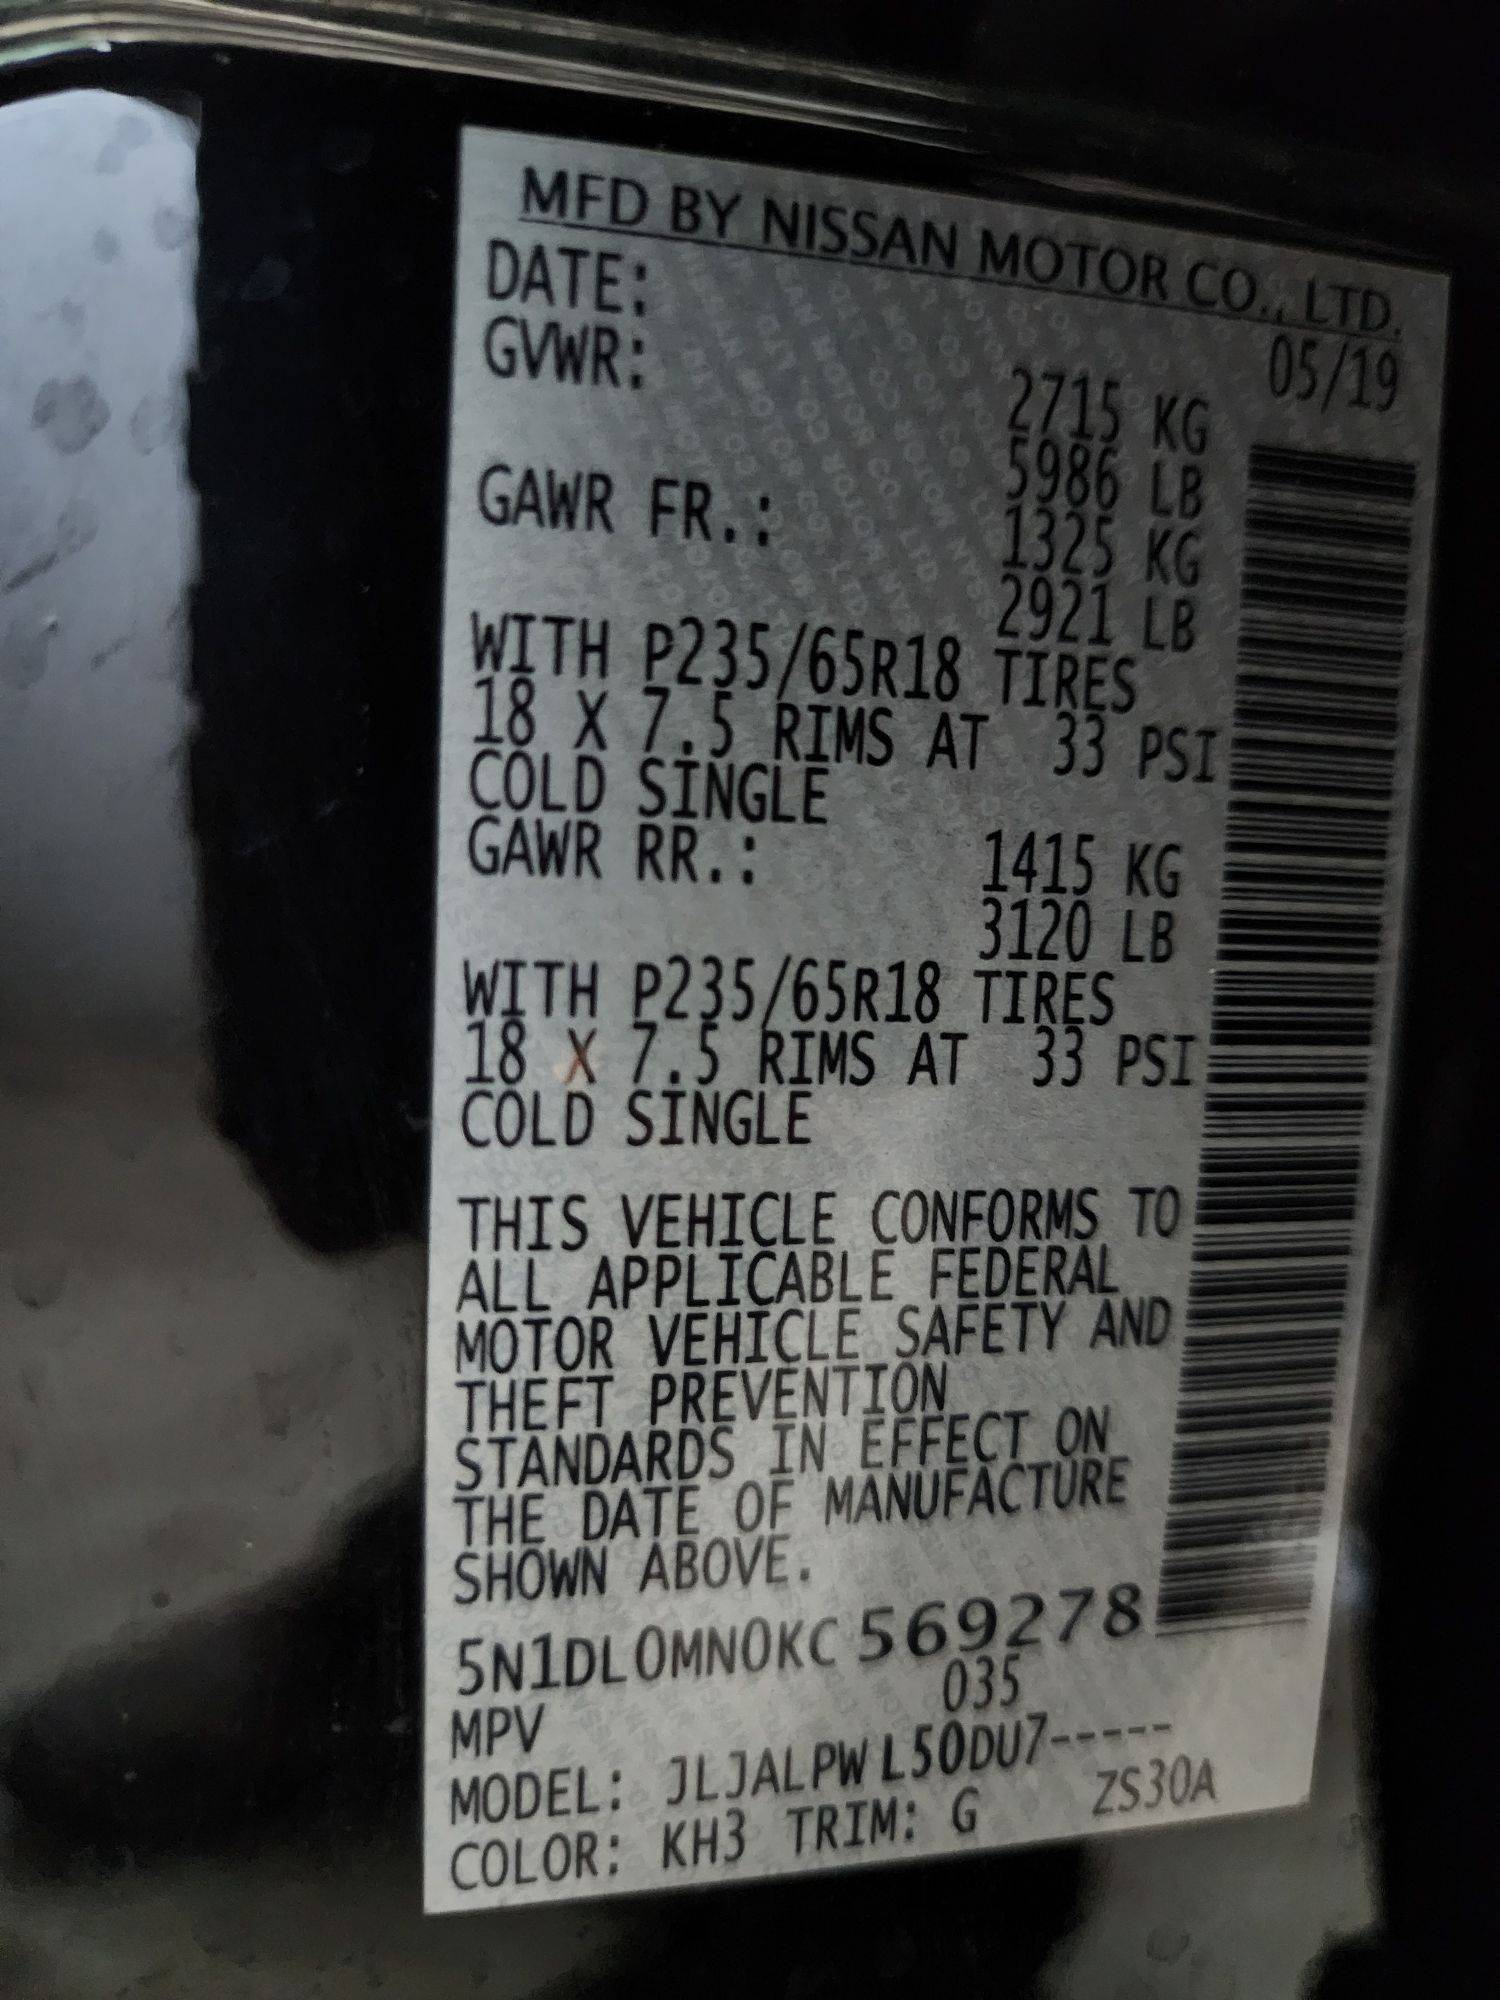 MFD BY NISSAN MOTOR CO., LTD.
DATE: 05/19
GVWR: 2715 KG
5986 LB
GAWR FR.: 1325 KG
2921 LB
WITH P235/65R18 TIRES
18 X 7.5 RIMS AT 33 PSI
COLD SINGLE
GAWR RR.: 1415 KG
3120 LB
WITH P235/65R18 TIRES
18 X 7.5 RIMS AT 33 PSI
COLD SINGLE
THIS VEHICLE CONFORMS TO
ALL APPLICABLE FEDERAL
MOTOR VEHICLE SAFETY AND
THEFT PREVENTION
STANDARDS IN EFFECT ON
THE DATE OF MANUFACTURE
SHOWN ABOVE.
5N1DL0MN0KC569278
MPV 035
MODEL: JLJALPWL50DU7-----
COLOR: KH3 TRIM: G ZS30A